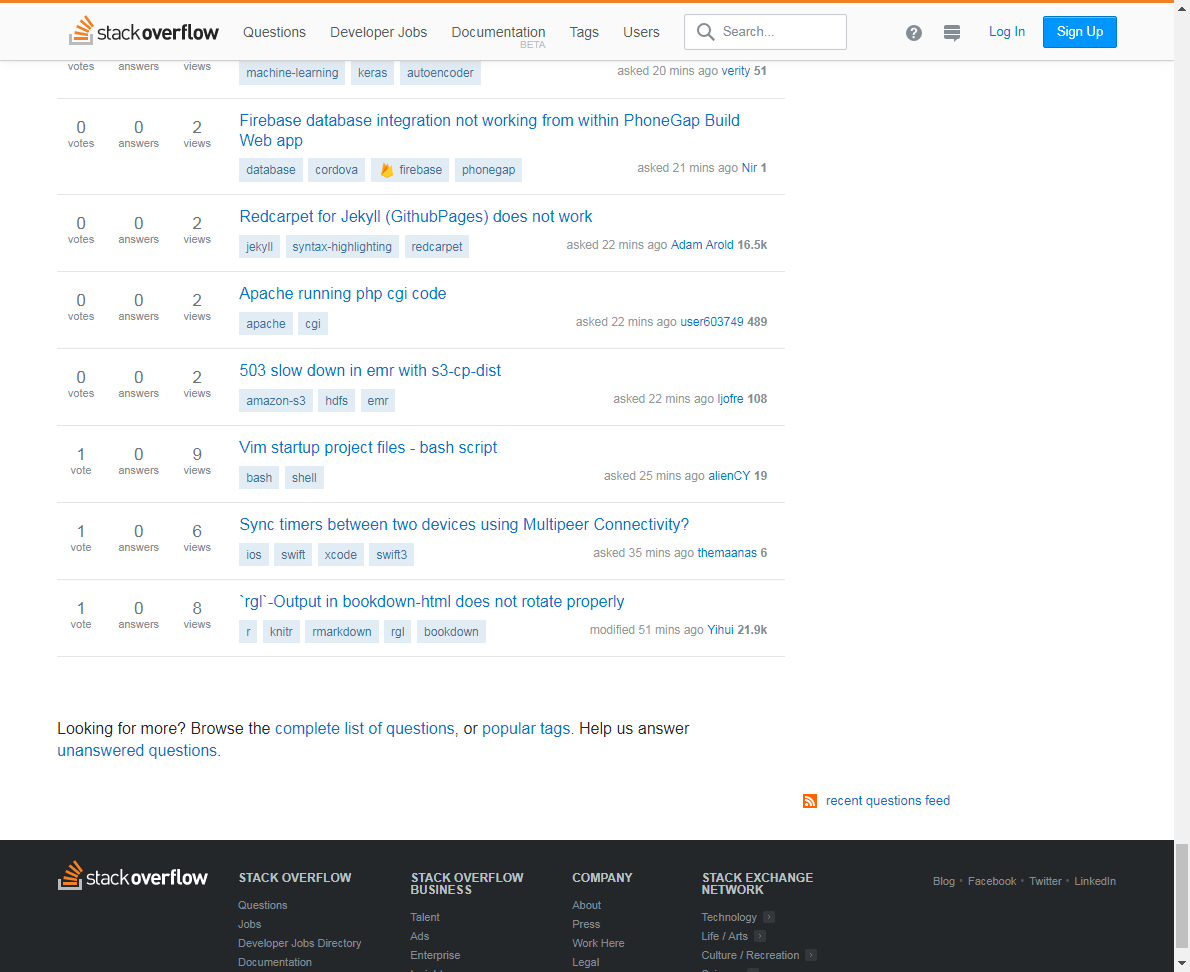 stackoverflow Questions Developer Jobs Documentation BETA Tags Users Search... ? Log In Sign Up
votes answers views machine-learning keras autoencoder asked 20 mins ago verity 51
0 0 2 Firebase database integration not working from within PhoneGap Build
votes answers views Web app
database cordova firebase phonegap asked 21 mins ago Nir 1
0 0 2 Redcarpet for Jekyll (GithubPages) does not work
votes answers views jekyll syntax-highlighting redcarpet asked 22 mins ago Adam Arold 16.5k
0 0 2 Apache running php cgi code
votes answers views apache cgi asked 22 mins ago user603749 489
0 0 2 503 slow down in emr with s3-cp-dist
votes answers views amazon-s3 hdfs emr asked 22 mins ago ljofre 108
1 0 9 Vim startup project files - bash script
vote answers views bash shell asked 25 mins ago alienCY 19
1 0 6 Sync timers between two devices using Multipeer Connectivity?
vote answers views ios swift xcode swift3 asked 35 mins ago themaanas 6
1 0 8 `rgl`-Output in bookdown-html does not rotate properly
vote answers views r knitr rmarkdown rgl bookdown modified 51 mins ago Yihui 21.9k
Looking for more? Browse the complete list of questions, or popular tags. Help us answer
unanswered questions.
recent questions feed
stackoverflow
STACK OVERFLOW
Questions
Jobs
Developer Jobs Directory
Documentation
STACK OVERFLOW
BUSINESS
Talent
Ads
Enterprise
COMPANY
About
Press
Work Here
Legal
STACK EXCHANGE
NETWORK
Technology
Life / Arts
Culture / Recreation
Blog • Facebook • Twitter • LinkedIn